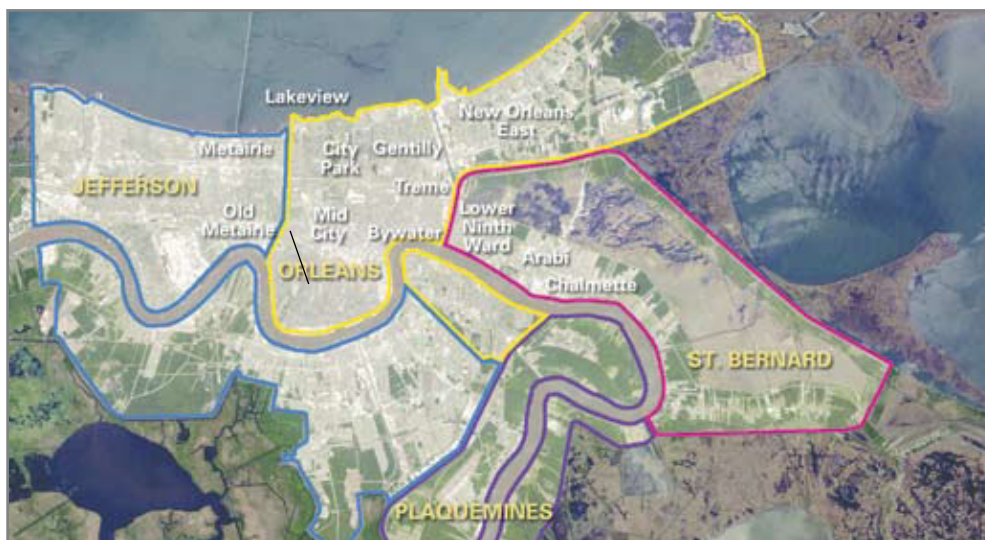 Lakeview
New Orleans
East
Metairie
City
Park
Gentilly
JEFFERSON
Treme
Old
Metairie
Mid
City
Bywater
Lower
Ninth
Ward
ORLEANS
Arabi
Chalmette
ST. BERNARD
PLAQUEMINES